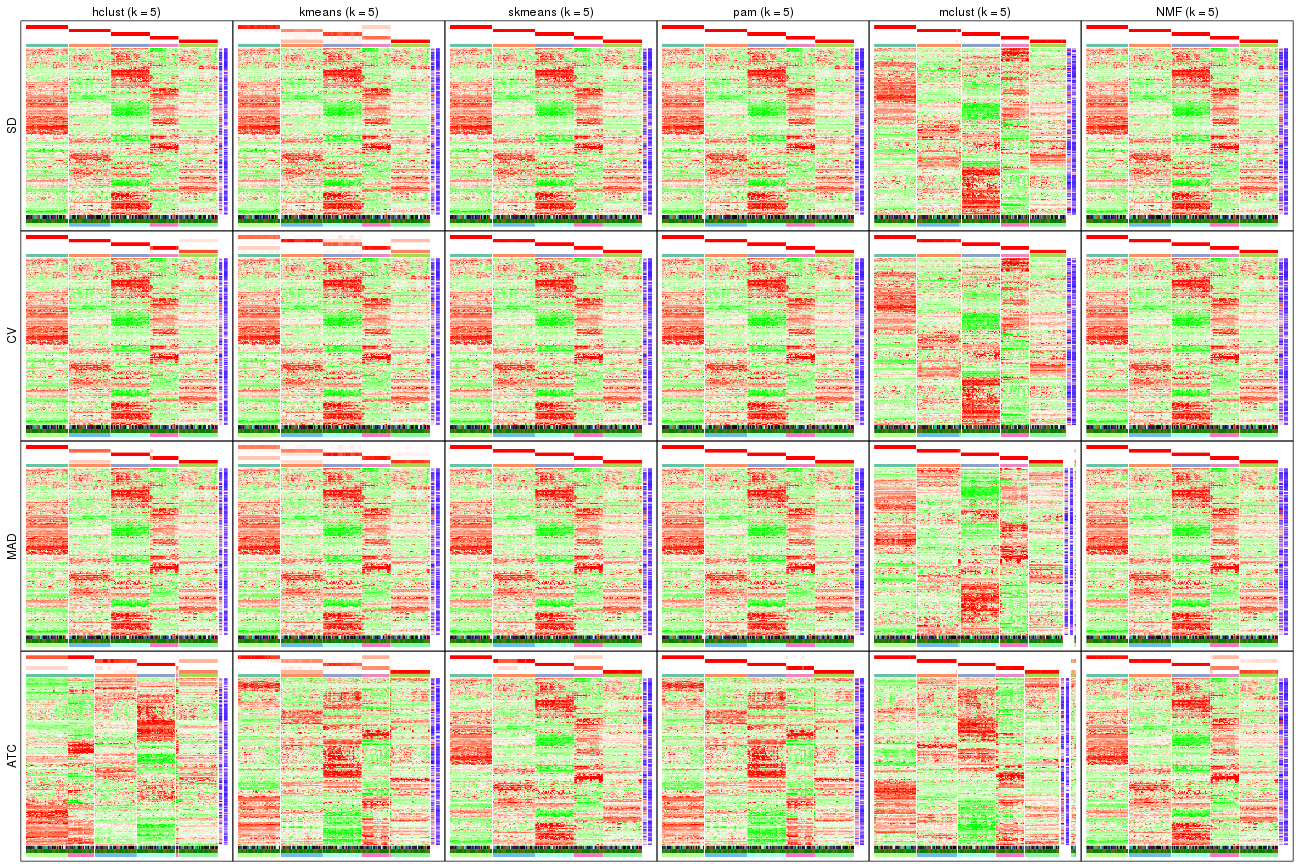 hclust (k = 5) kmeans (k = 5) skmeans (k = 5) pam (k = 5) mclust (k = 5) NMF (k = 5)
SD
CV
MAD
ATC